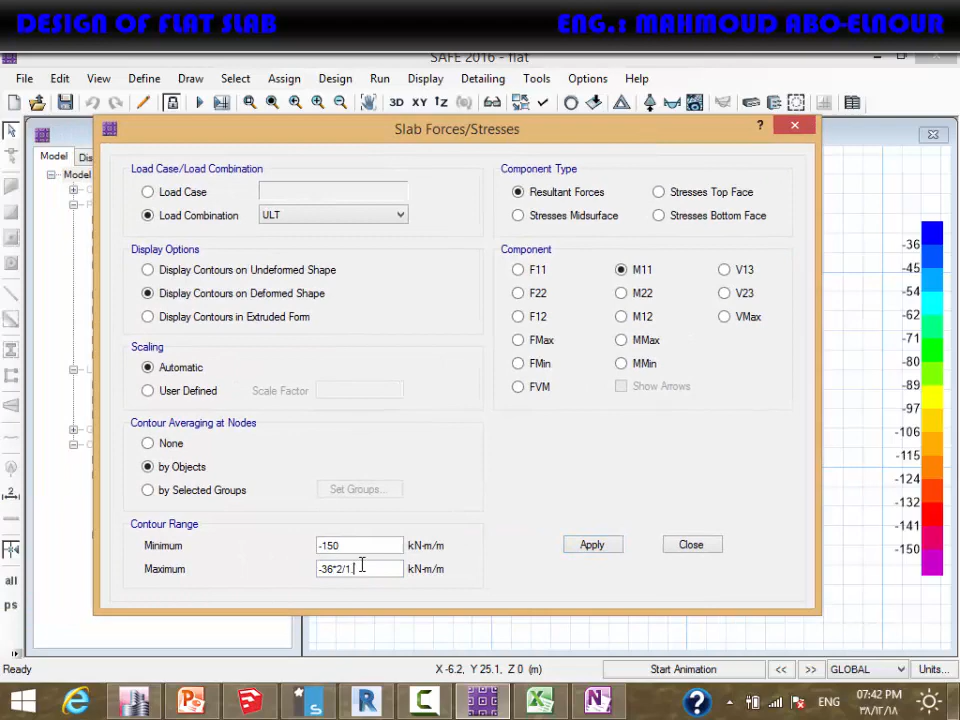 DESIGN OF FLAT SLAB
ENG.: MAHMOUD ABO-ELNOUR
SAFE 2016 - flat
File Edit View Define Draw Select Assign Design Run Display Detailing Tools Options Help
3D XY
Slab Forces/Stresses
?
Model
Dis
Model
Load Case/Load Combination
Load Case
Load Combination
ULT
Display Options
Display Contours on Undeformed Shape
Display Contours on Deformed Shape
Display Contours in Extruded Form
Scaling
Automatic
User Defined
Scale Factor
Contour Averaging at Nodes
None
by Objects
by Selected Groups
Set Groups...
Contour Range
Minimum
-150
kN-m/m
Maximum
-36*2/1.
kN-m/m
Component Type
Resultant Forces
Stresses Top Face
Stresses Midsurface
Stresses Bottom Face
Component
F11 M11 V13
F22 M22 V23
F12 M12 VMax
FMax MMax
FMin MMin
FVM
Show Arrows
Apply
Close
-36
-45
-54
-62
-71
-80
-89
-97
-106
-115
-124
-132
-141
-150
all
ps
Ready
X -6.2, Y 25.1, Z 0 (m)
Start Animation
<<
>>
GLOBAL
Units...
ENG
07:42 PM